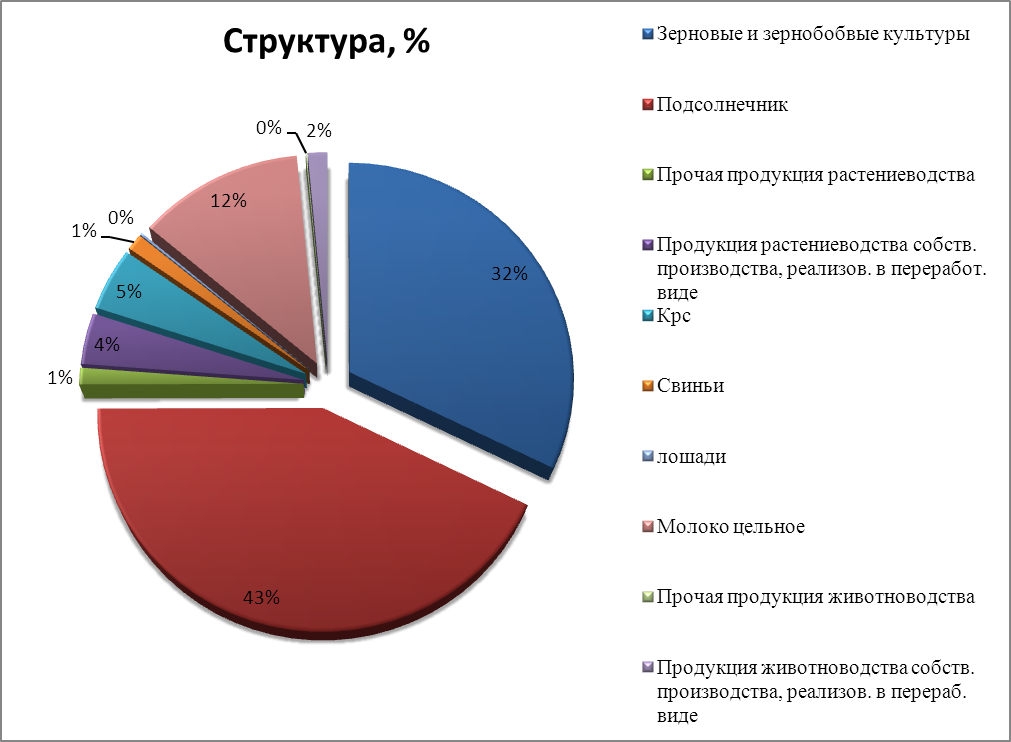 Структура, %
0%
2%
12%
0%
1%
5%
4%
1%
32%
43%
Зерновые и зернобобвые культуры
Подсолнечник
Прочая продукция растениеводства
Продукция растениеводства собств.
производства, реализов. в переработ.
виде
Крс
Свиньи
лошади
Молоко цельное
Прочая продукция животноводства
Продукция животноводства собств.
производства, реализов. в перераб.
виде